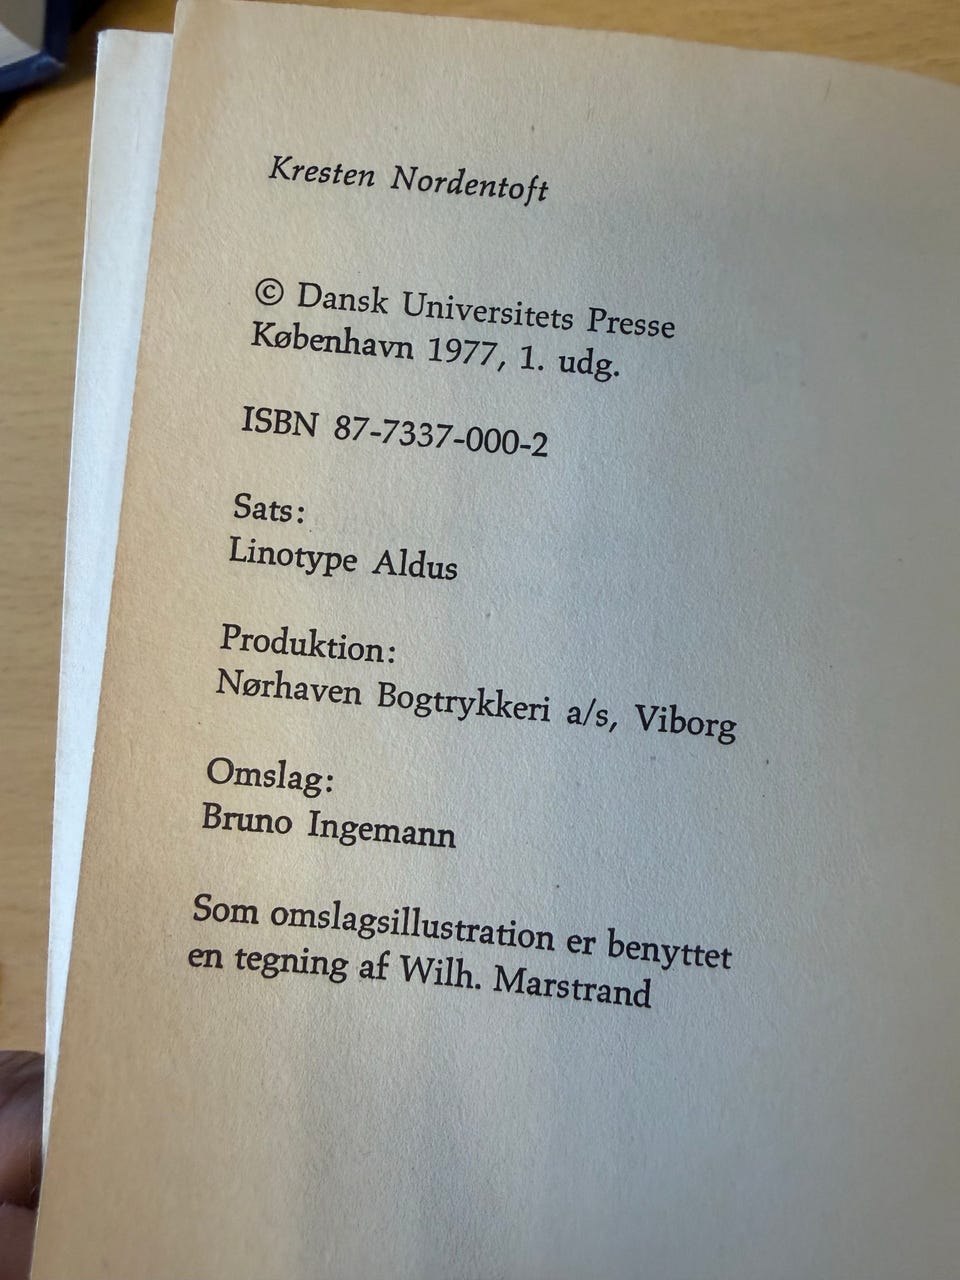 Kresten Nordentoft
© Dansk Universitets Presse
København 1977, 1. udg.
ISBN 87-7337-000-2
Sats:
Linotype Aldus
Produktion:
Nørhaven Bogtrykkeri a/s, Viborg
Omslag:
Bruno Ingemann
Som omslagsillustration er benyttet
en tegning af Wilh. Marstrand